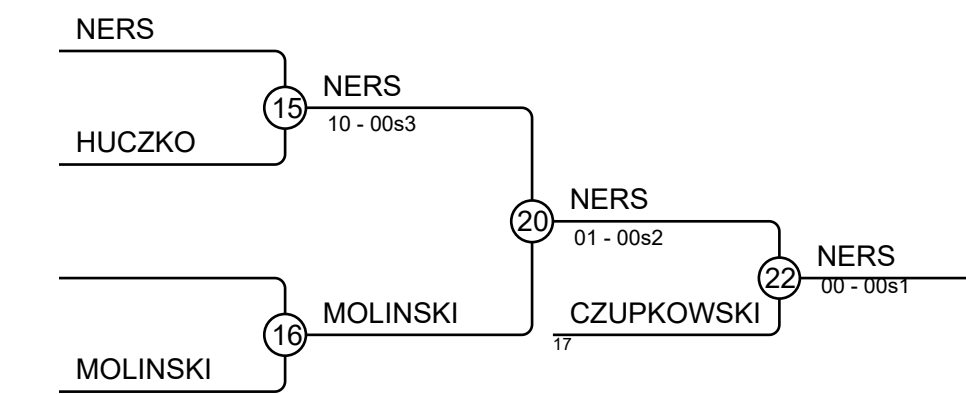 NERS
NERS
15
10 - 00s3
HUCZKO
NERS
20
01 - 00s2
NERS
22
00 - 00s1
MOLINSKI
CZUPKOWSKI
16
17
MOLINSKI